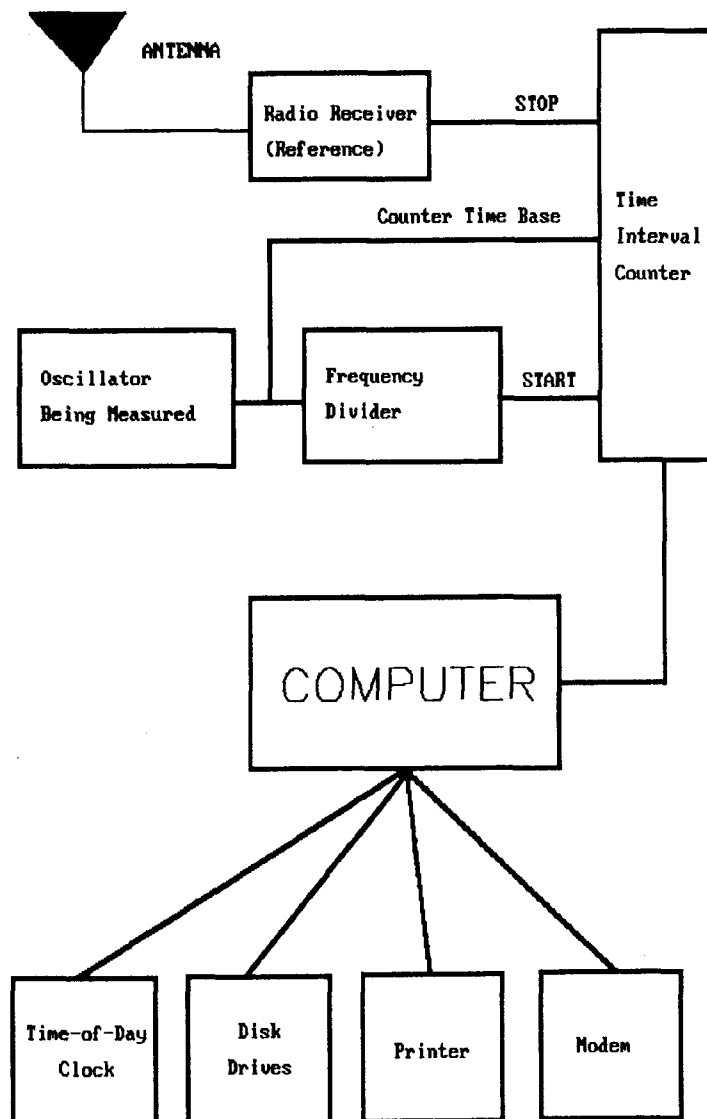 ANTENNA
Radio Receiver
(Reference)
STOP
Counter Time Base
Time
Interval
Counter
Oscillator
Being Measured
Frequency
Divider
START
COMPUTER
Time-of-Day
Clock
Disk
Drives
Printer
Modem